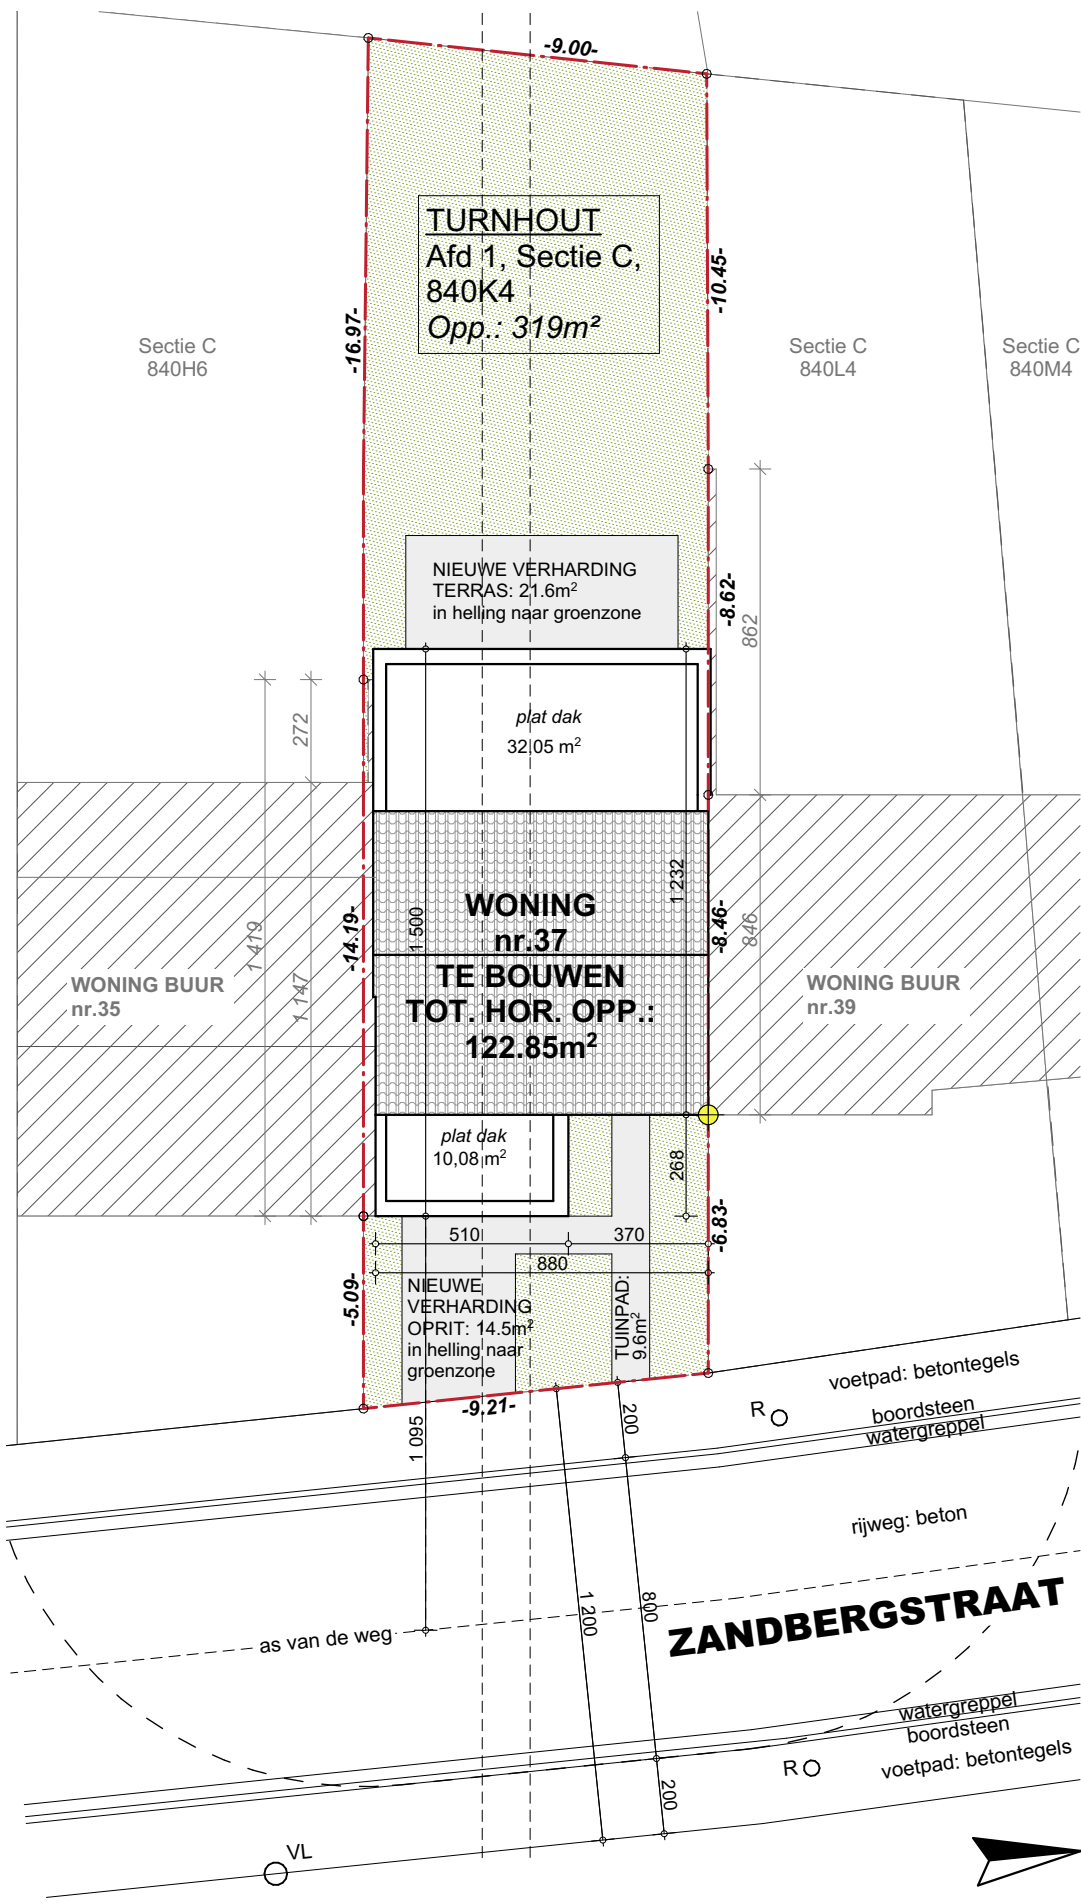 -9.00-
TURNHOUT
Afd 1, Sectie C,
840K4
Opp.: 319m²
-10.45-
-16.97-
Sectie C
840H6
Sectie C
840L4
Sectie C
840M4
NIEUWE VERHARDING
TERRAS: 21.6m²
in helling naar groenzone
-8.62-
862
272
plat dak
32,05 m²
1 232
WONING
nr.37
TE BOUWEN
TOT. HOR. OPP.:
122.85m²
1 500
-14.19-
1 419
1 147
-8.46-
846
WONING BUUR
nr.35
WONING BUUR
nr.39
plat dak
10,08 m²
268
510
370
880
-6.83-
-5.09-
NIEUWE
VERHARDING
OPRIT: 14.5m²
in helling naar
groenzone
TUINPAD:
9.6m²
-9.21-
1 095
200
voetpad: betontegels
R
boordsteen
watergreppel
rijweg: beton
1 200
800
ZANDBERGSTRAAT
as van de weg
watergreppel
boordsteen
voetpad: betontegels
R
200
VL